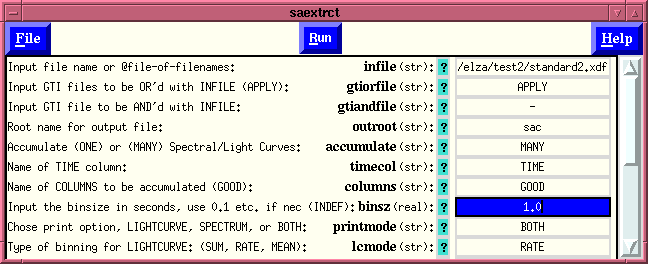 saextrct
File Run Help
Input file name or @file-of-filenames: infile (str): ? /elza/test2/standard2.xdf
Input GTI files to be OR'd with INFILE (APPLY): gtiorfile (str): ? APPLY
Input GTI file to be AND'd with INFILE: gtiandfile (str): ? -
Root name for output file: outroot (str): ? sac
Accumulate (ONE) or (MANY) Spectral/Light Curves: accumulate (str): ? MANY
Name of TIME column: timecol (str): ? TIME
Name of COLUMNS to be accumulated (GOOD): columns (str): ? GOOD
Input the binsize in seconds, use 0.1 etc. if nec (INDEF): binsz (real): ? 1.0
Chose print option, LIGHTCURVE, SPECTRUM, or BOTH: printmode (str): ? BOTH
Type of binning for LIGHTCURVE: (SUM, RATE, MEAN): lcmode (str): ? RATE